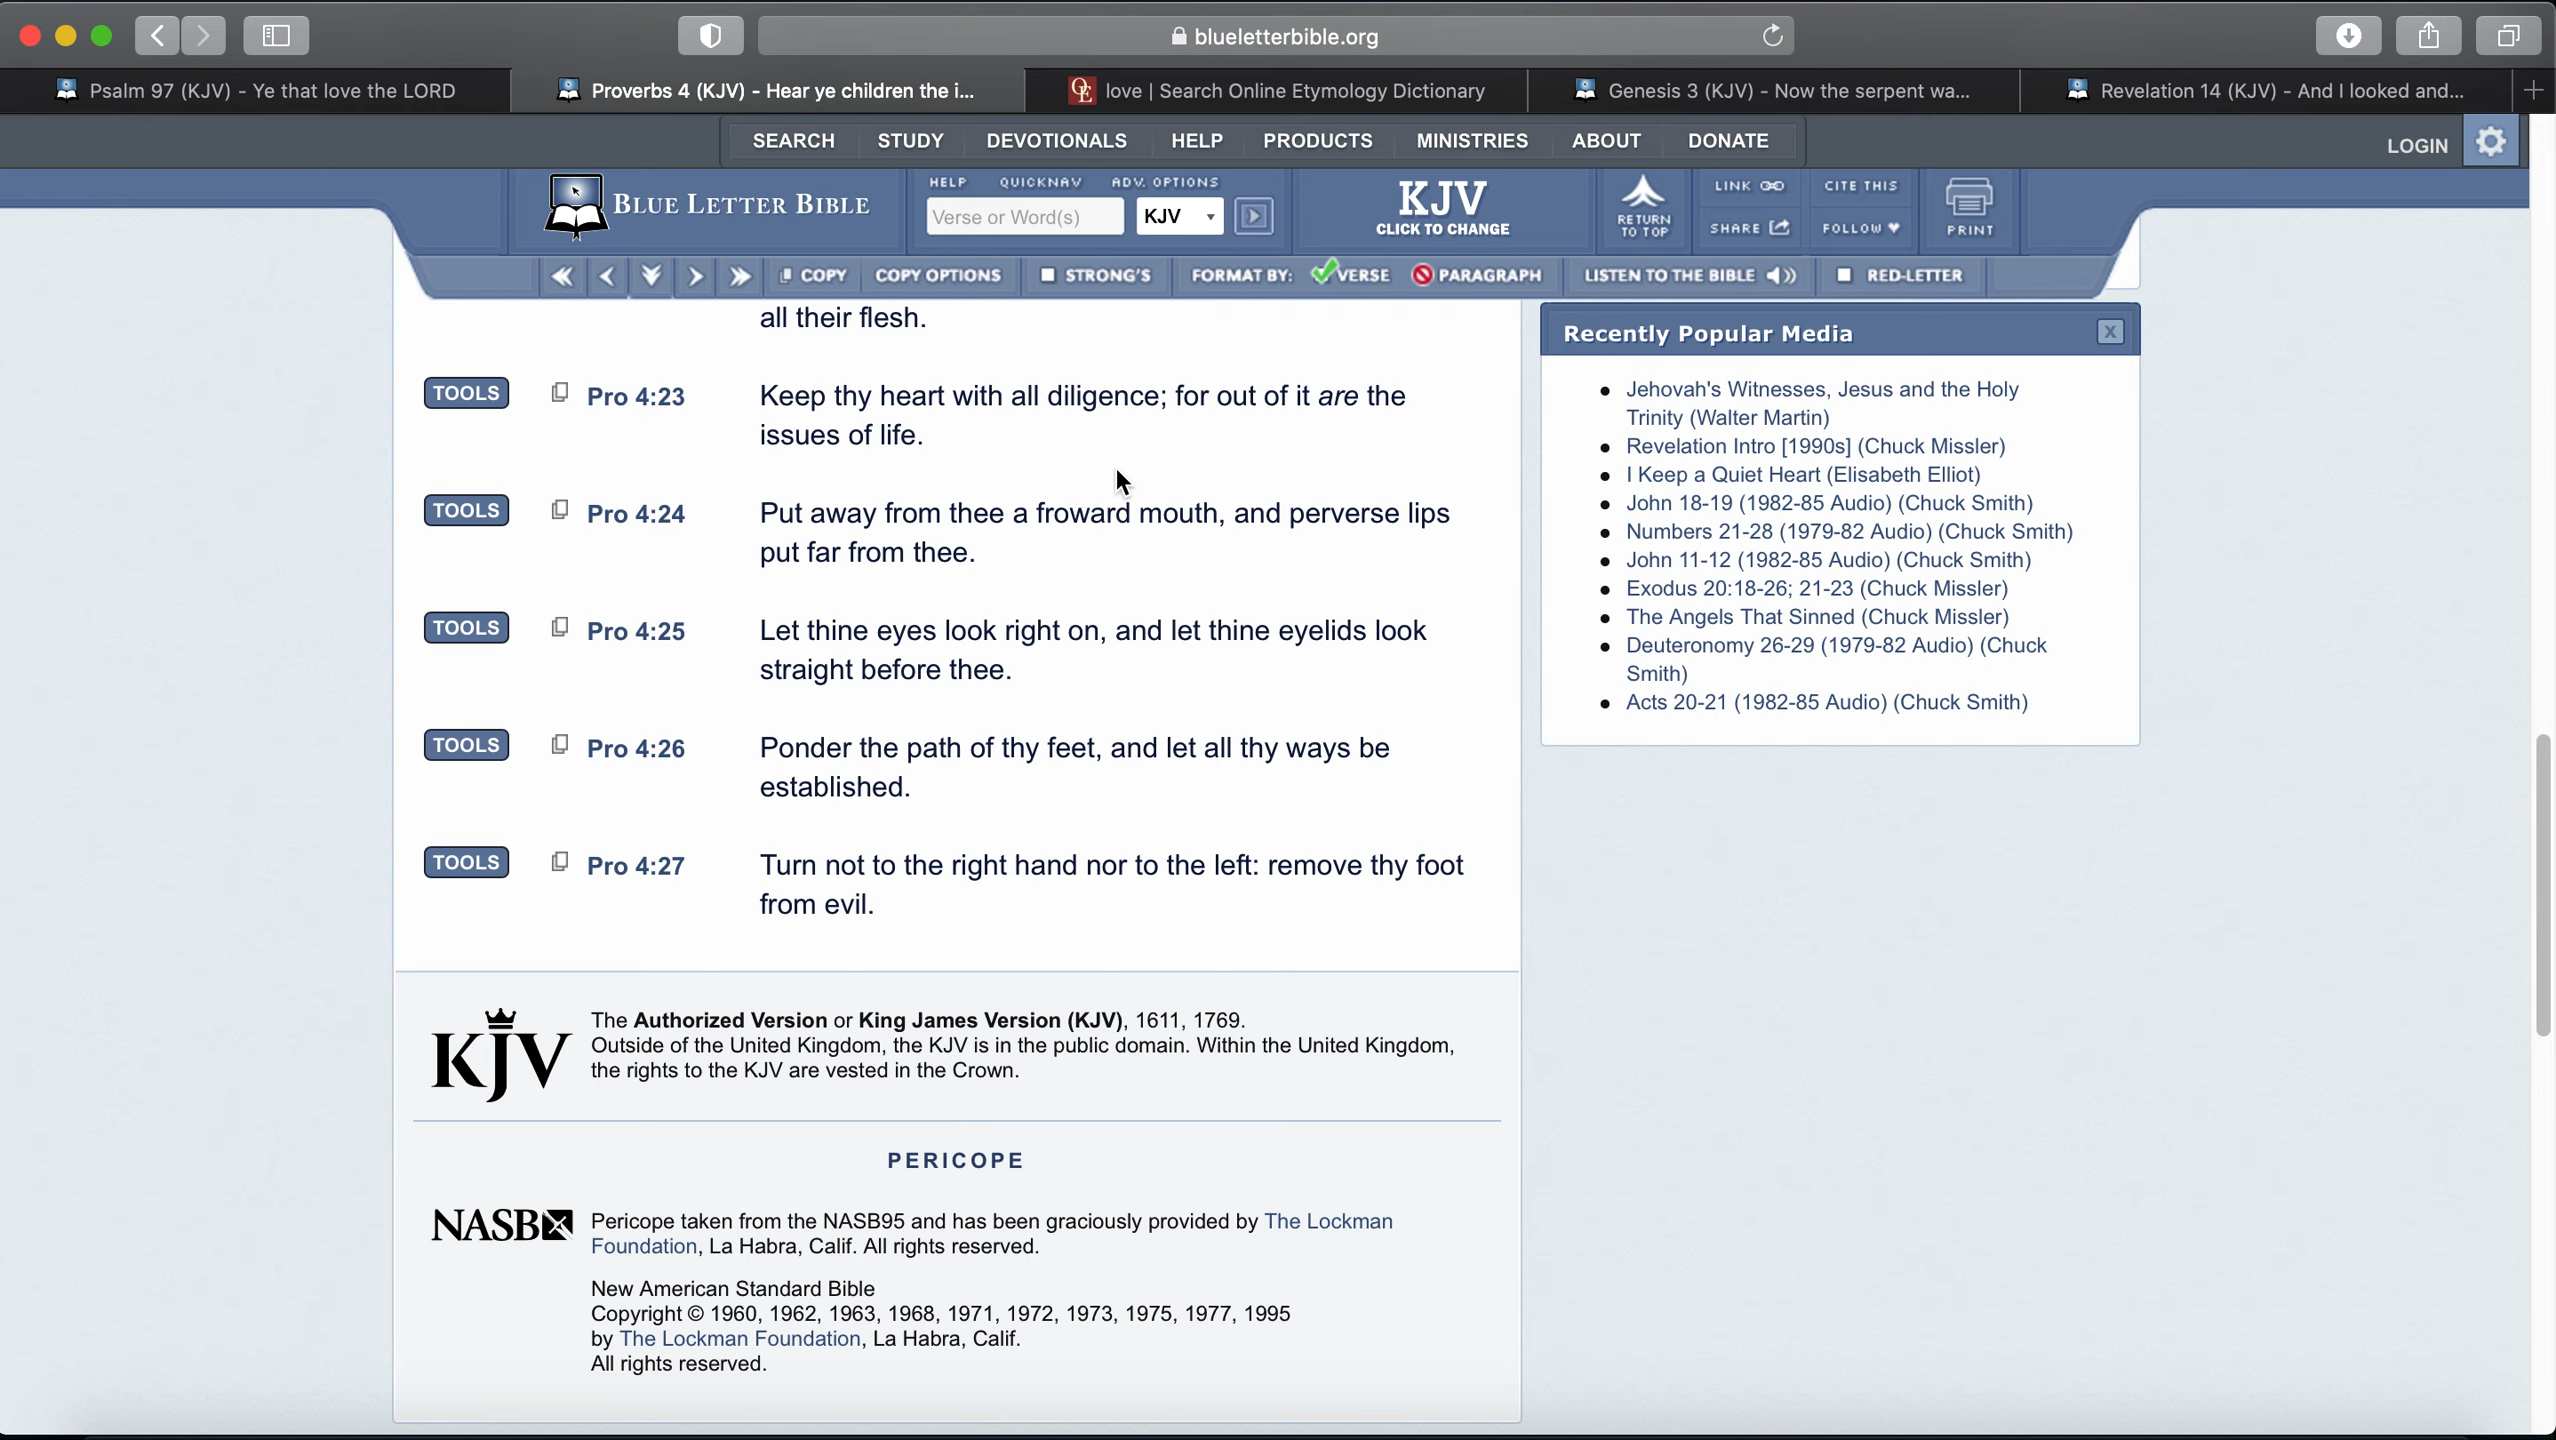 blueletterbible.org
Psalm 97 (KJV) - Ye that love the LORD
Proverbs 4 (KJV) - Hear ye children the i...
love | Search Online Etymology Dictionary
Genesis 3 (KJV) - Now the serpent wa...
Revelation 14 (KJV) - And I looked and...
SEARCH STUDY DEVOTIONALS HELP PRODUCTS MINISTRIES ABOUT DONATE
LOGIN
BLUE LETTER BIBLE
HELP QUICKNAV ADV. OPTIONS
Verse or Word(s)
KJV
KJV
CLICK TO CHANGE
RETURN
TO TOP
LINK
CITE THIS
SHARE
FOLLOW
PRINT
COPY COPY OPTIONS STRONG'S FORMAT BY: VERSE PARAGRAPH LISTEN TO THE BIBLE RED-LETTER
all their flesh.
TOOLS Pro 4:23 Keep thy heart with all diligence; for out of it are the
issues of life.
TOOLS Pro 4:24 Put away from thee a froward mouth, and perverse lips
put far from thee.
TOOLS Pro 4:25 Let thine eyes look right on, and let thine eyelids look
straight before thee.
TOOLS Pro 4:26 Ponder the path of thy feet, and let all thy ways be
established.
TOOLS Pro 4:27 Turn not to the right hand nor to the left: remove thy foot
from evil.
KJV
The Authorized Version or King James Version (KJV), 1611, 1769.
Outside of the United Kingdom, the KJV is in the public domain. Within the United Kingdom,
the rights to the KJV are vested in the Crown.
PERICOPE
NASB
Pericope taken from the NASB95 and has been graciously provided by The Lockman
Foundation, La Habra, Calif. All rights reserved.
New American Standard Bible
Copyright © 1960, 1962, 1963, 1968, 1971, 1972, 1973, 1975, 1977, 1995
by The Lockman Foundation, La Habra, Calif.
All rights reserved.
Recently Popular Media
X
Jehovah's Witnesses, Jesus and the Holy
Trinity (Walter Martin)
Revelation Intro [1990s] (Chuck Missler)
I Keep a Quiet Heart (Elisabeth Elliot)
John 18-19 (1982-85 Audio) (Chuck Smith)
Numbers 21-28 (1979-82 Audio) (Chuck Smith)
John 11-12 (1982-85 Audio) (Chuck Smith)
Exodus 20:18-26; 21-23 (Chuck Missler)
The Angels That Sinned (Chuck Missler)
Deuteronomy 26-29 (1979-82 Audio) (Chuck
Smith)
Acts 20-21 (1982-85 Audio) (Chuck Smith)